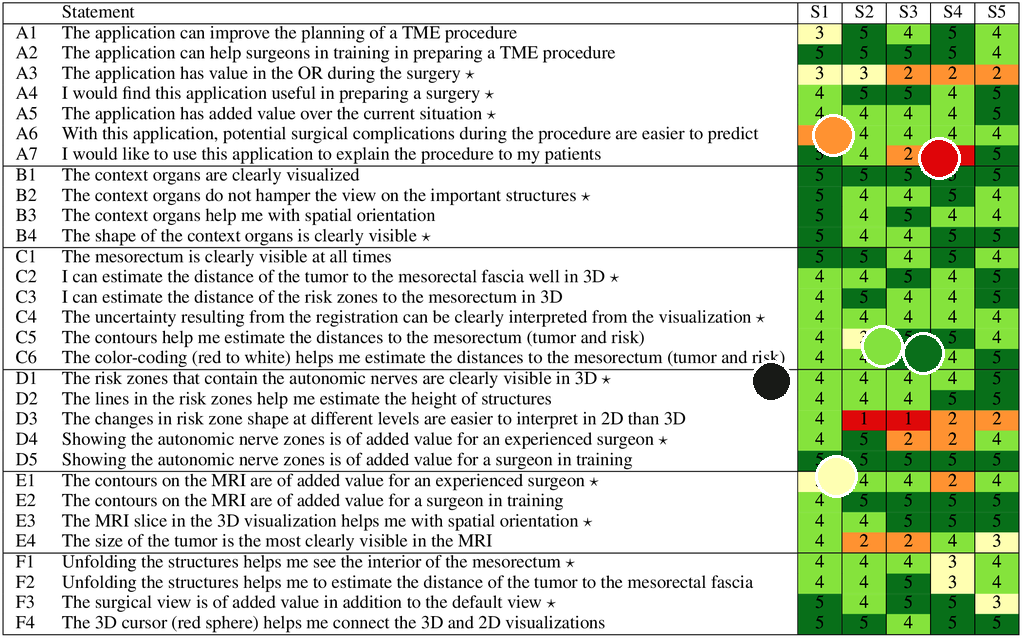 Statement S1 S2 S3 S4 S5
A1 The application can improve the planning of a TME procedure 3 5 4 5 4
A2 The application can help surgeons in training in preparing a TME procedure 5 5 5 5 4
A3 The application has value in the OR during the surgery ⋆ 3 3 2 2 2
A4 I would find this application useful in preparing a surgery ⋆ 4 5 5 4 5
A5 The application has added value over the current situation ⋆ 4 4 4 4 5
A6 With this application, potential surgical complications during the procedure are easier to predict 4 4 4 4
A7 I would like to use this application to explain the procedure to my patients 5 4 2 5
B1 The context organs are clearly visualized 5 5 5 5 5
B2 The context organs do not hamper the view on the important structures ⋆ 5 4 4 5 4
B3 The context organs help me with spatial orientation 5 4 5 4 4
B4 The shape of the context organs is clearly visible ⋆ 5 4 4 5 5
C1 The mesorectum is clearly visible at all times 5 5 4 5 4
C2 I can estimate the distance of the tumor to the mesorectal fascia well in 3D ⋆ 4 4 5 4 5
C3 I can estimate the distance of the risk zones to the mesorectum in 3D 4 5 4 4 5
C4 The uncertainty resulting from the registration can be clearly interpreted from the visualization ⋆ 4 4 4 4 4
C5 The contours help me estimate the distances to the mesorectum (tumor and risk) 4 3 5 5 4
C6 The color-coding (red to white) helps me estimate the distances to the mesorectum (tumor and risk) 4 4 4 5
D1 The risk zones that contain the autonomic nerves are clearly visible in 3D ⋆ 4 4 4 4 5
D2 The lines in the risk zones help me estimate the height of structures 4 4 4 5 5
D3 The changes in risk zone shape at different levels are easier to interpret in 2D than 3D 4 1 1 2 2
D4 Showing the autonomic nerve zones is of added value for an experienced surgeon ⋆ 4 5 2 2 4
D5 Showing the autonomic nerve zones is of added value for a surgeon in training 5 5 5 5 5
E1 The contours on the MRI are of added value for an experienced surgeon ⋆ 4 4 2 4
E2 The contours on the MRI are of added value for a surgeon in training 4 5 5 5 5
E3 The MRI slice in the 3D visualization helps me with spatial orientation ⋆ 4 4 5 5 5
E4 The size of the tumor is the most clearly visible in the MRI 4 2 2 4 3
F1 Unfolding the structures helps me see the interior of the mesorectum ⋆ 4 4 4 3 4
F2 Unfolding the structures helps me to estimate the distance of the tumor to the mesorectal fascia 4 4 5 3 4
F3 The surgical view is of added value in addition to the default view ⋆ 5 4 5 5 3
F4 The 3D cursor (red sphere) helps me connect the 3D and 2D visualizations 5 5 4 5 5